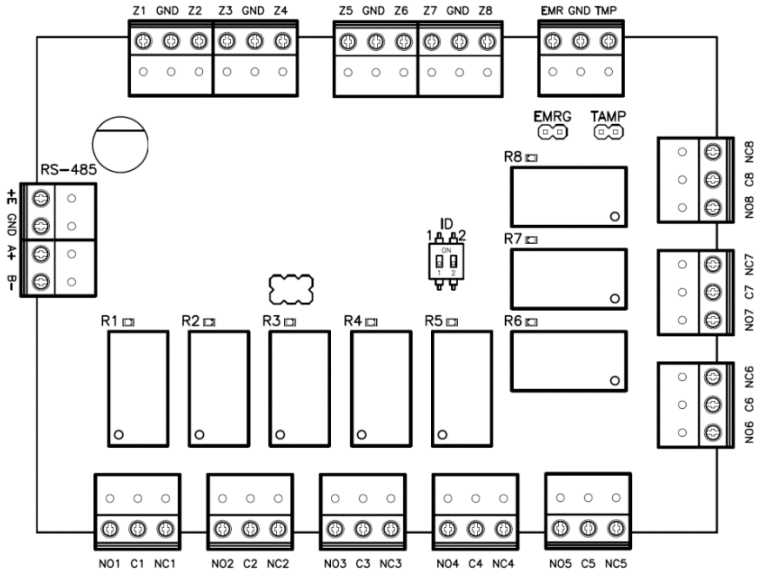 Z1 GND Z2 Z3 GND Z4 Z5 GND Z6 Z7 GND Z8 EMR GND TMP
EMRG TAMP
RS-485
+E GND A+ B-
R8
NC8 C8 NO8
ID
1 2
ON
1 2
R7
NC7 C7 NO7
R1 R2 R3 R4 R5 R6
NC6 C6 NO6
NO1 C1 NC1 NO2 C2 NC2 NO3 C3 NC3 NO4 C4 NC4 NO5 C5 NC5